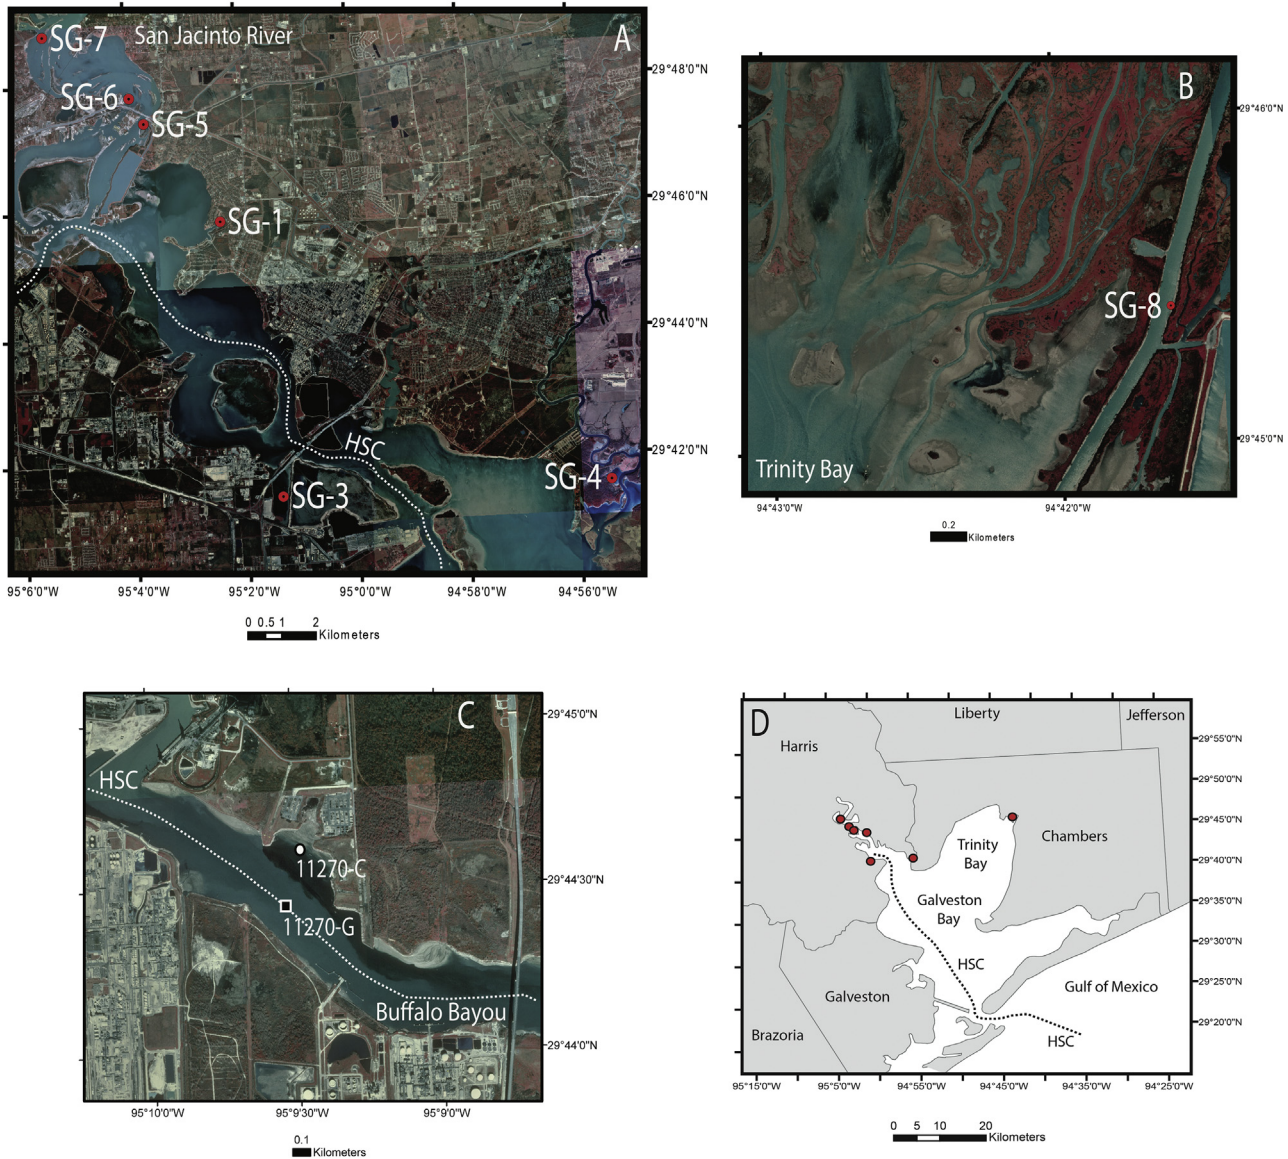 A
SG-7
San Jacinto River
SG-6
SG-5
SG-1
HSC
SG-3
SG-4
29°48'0"N
29°46'0"N
29°44'0"N
29°42'0"N
95°6'0"W 95°4'0"W 95°2'0"W 95°0'0"W 94°58'0"W 94°56'0"W
0 0.5 1 2
Kilometers
B
SG-8
Trinity Bay
29°46'0"N
29°45'0"N
94°43'0"W 94°42'0"W
0.2
Kilometers
C
HSC
11270-C
11270-G
Buffalo Bayou
29°45'0"N
29°44'30"N
29°44'0"N
95°10'0"W 95°9'30"W 95°9'0"W
0.1
Kilometers
D
Liberty
Jefferson
Harris
Trinity
Bay
Chambers
Galveston
Bay
HSC
Galveston
Gulf of Mexico
Brazoria
HSC
29°55'0"N
29°50'0"N
29°45'0"N
29°40'0"N
29°35'0"N
29°30'0"N
29°25'0"N
29°20'0"N
95°15'0"W 95°5'0"W 94°55'0"W 94°45'0"W 94°35'0"W 94°25'0"W
0 5 10 20
Kilometers